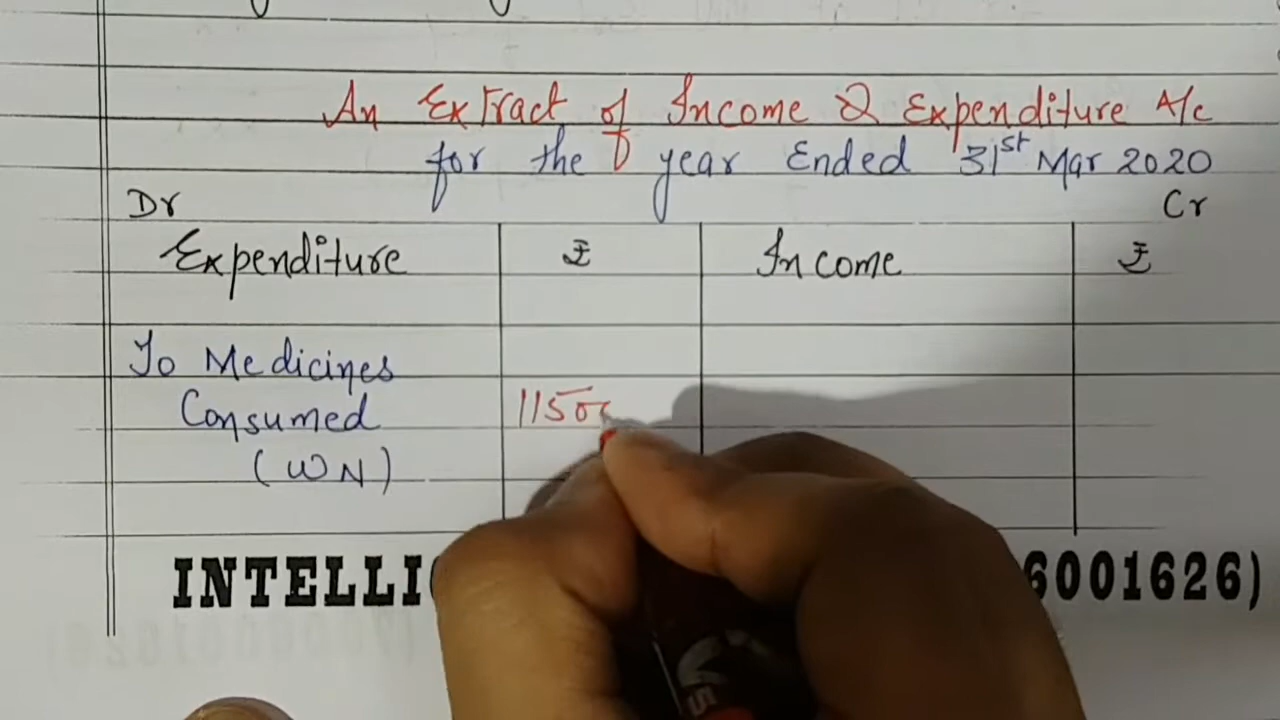 An Extract of Income & Expenditure A/c
for the year Ended 31st Mar 2020
Dr Cr
Expenditure ₹ Income ₹
To Medicines
Consumed 11500
(WN)
INTELLI 6001626)